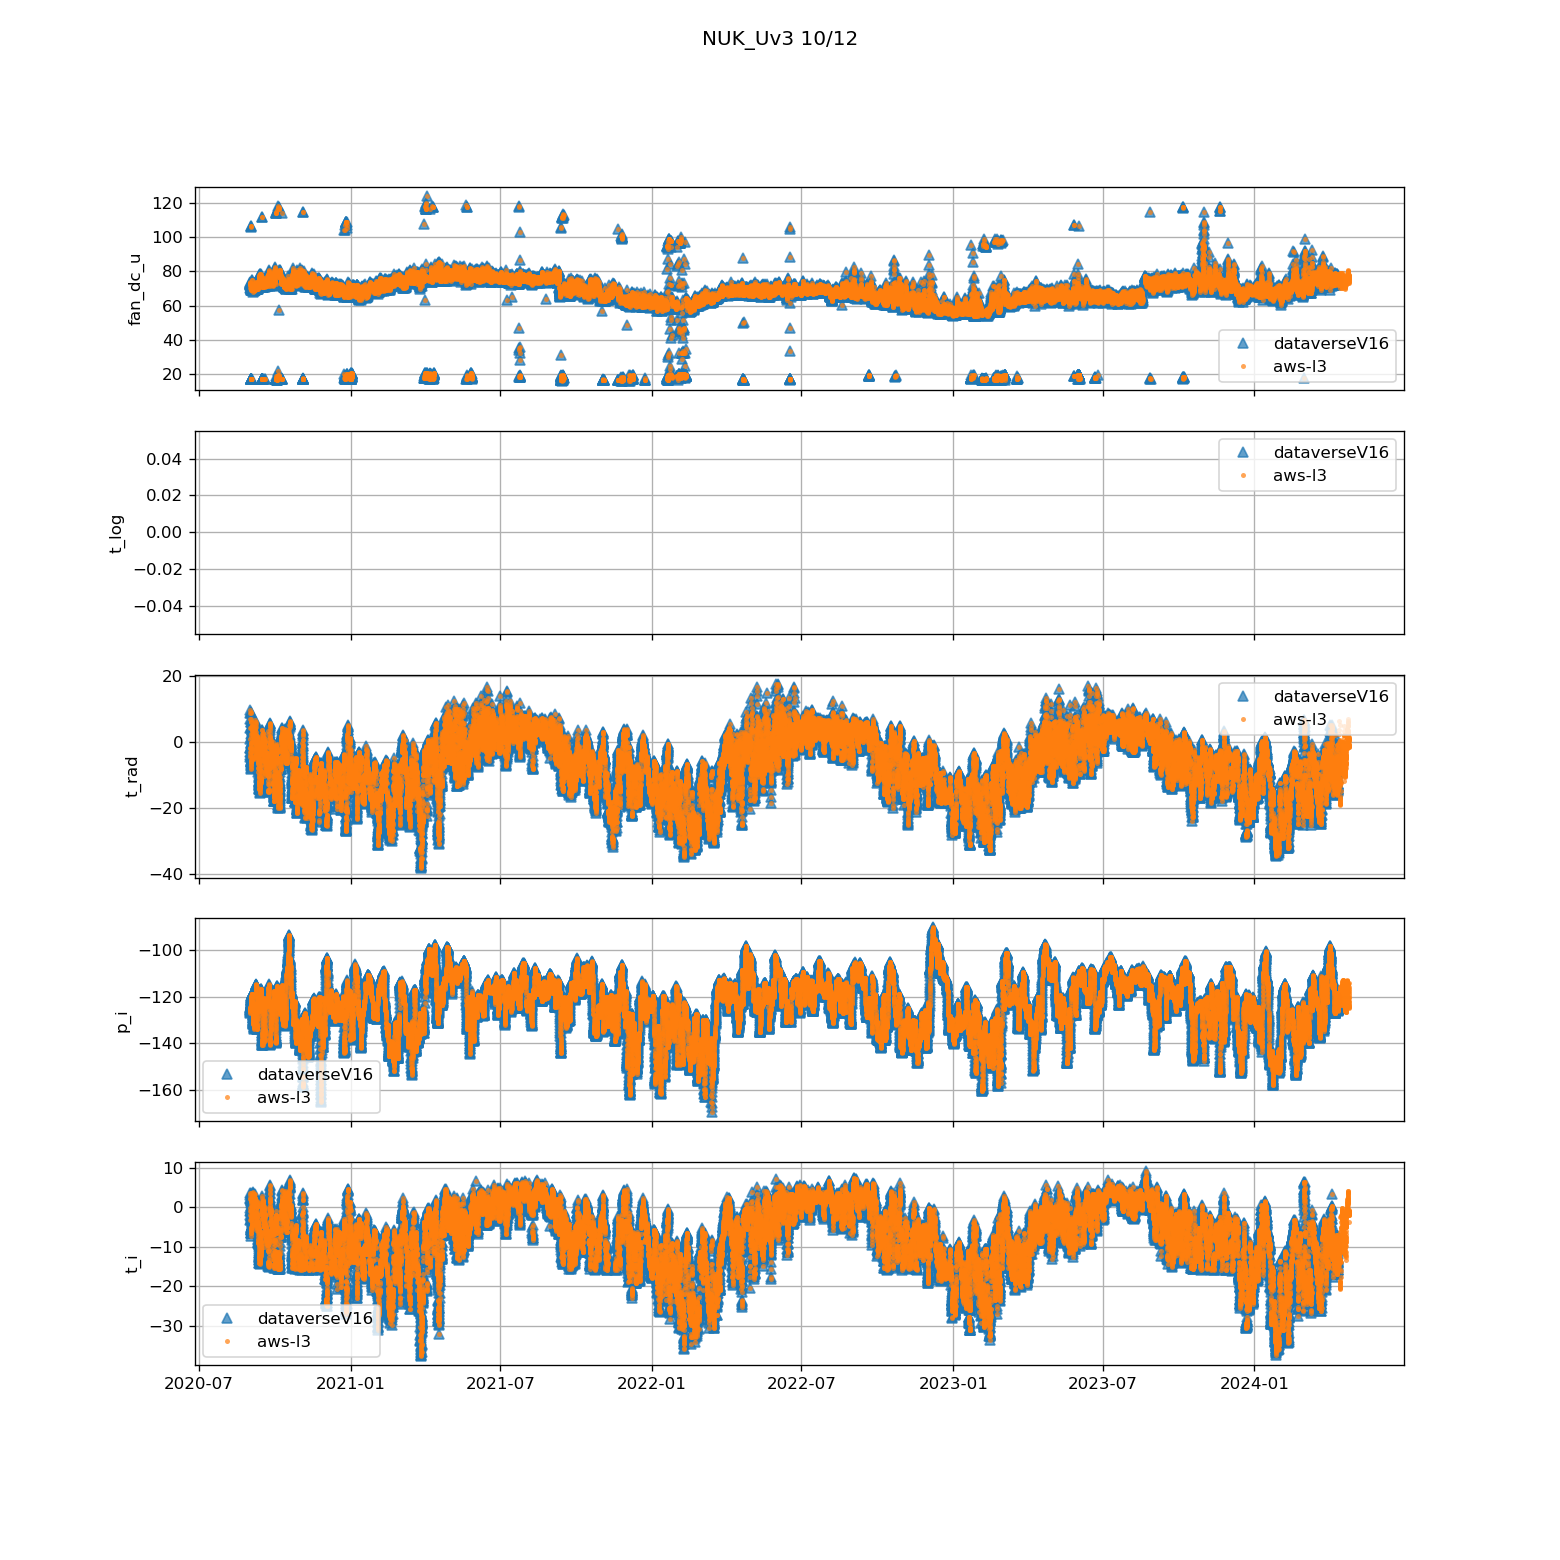 NUK_Uv3 10/12
120
100
80
60
40
20
fan_dc_u
dataverseV16
aws-l3
0.04
0.02
0.00
−0.02
−0.04
t_log
dataverseV16
aws-l3
20
0
−20
−40
t_rad
dataverseV16
aws-l3
−100
−120
−140
−160
p_i
dataverseV16
aws-l3
10
0
−10
−20
−30
t_i
dataverseV16
aws-l3
2020-07 2021-01 2021-07 2022-01 2022-07 2023-01 2023-07 2024-01